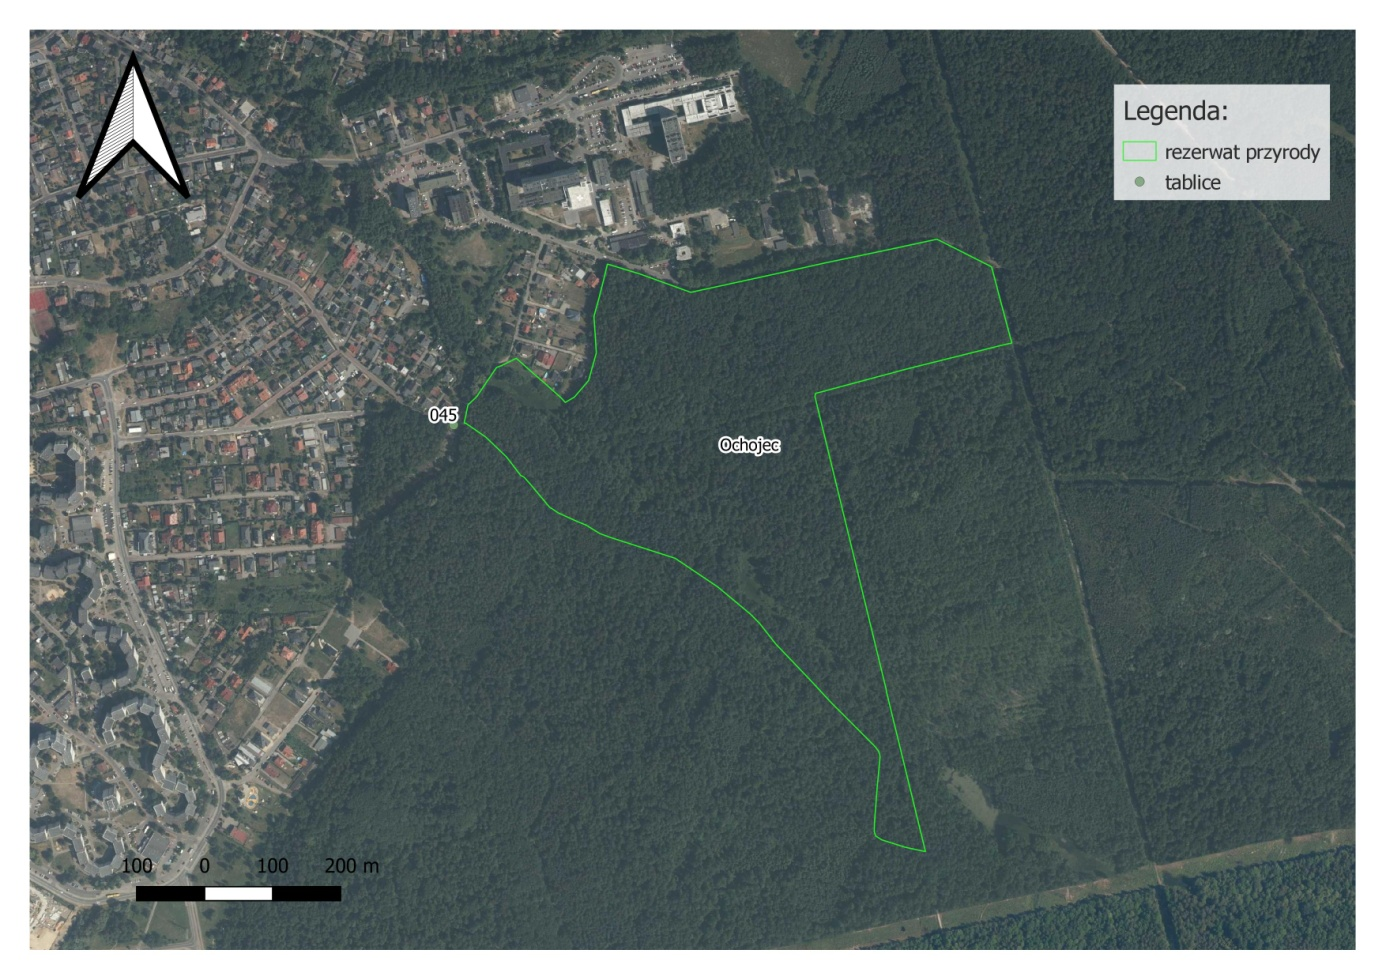 Legenda:
rezerwat przyrody
tablice
045
Ochojec
100 0 100 200 m